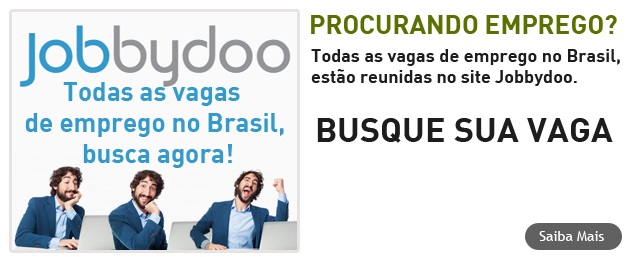 Jobbydoo
Todas as vagas
de emprego no Brasil,
busca agora!
PROCURANDO EMPREGO?
Todas as vagas de emprego no Brasil,
estão reunidas no site Jobbydoo.
BUSQUE SUA VAGA
Saiba Mais